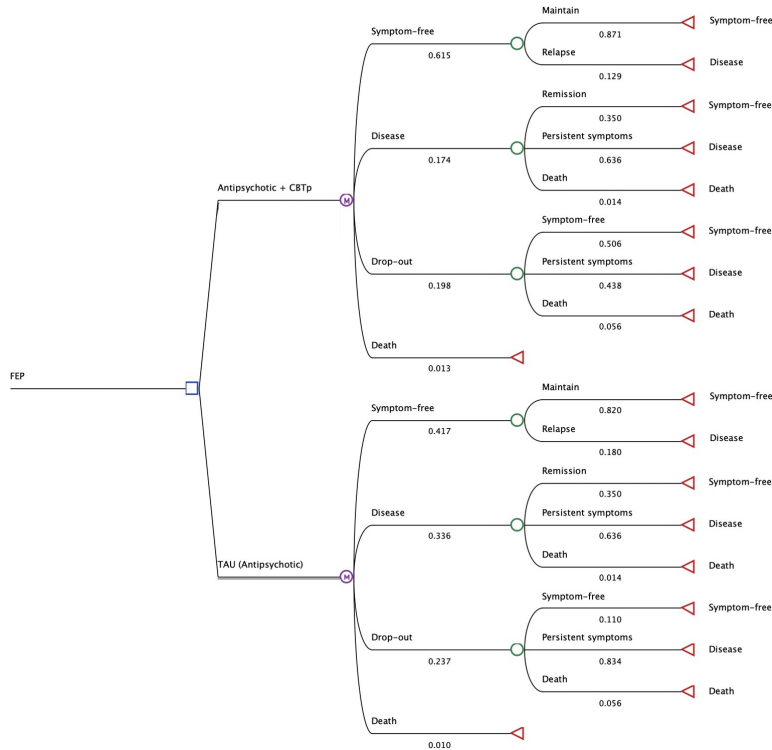 FEP
Antipsychotic + CBTp
M
Symptom-free
0.615
Maintain
0.871
Symptom-free
Relapse
0.129
Disease
Disease
0.174
Remission
0.350
Symptom-free
Persistent symptoms
0.636
Disease
Death
0.014
Death
Drop-out
0.198
Symptom-free
0.506
Symptom-free
Persistent symptoms
0.438
Disease
Death
0.056
Death
Death
0.013
TAU (Antipsychotic)
M
Symptom-free
0.417
Maintain
0.820
Symptom-free
Relapse
0.180
Disease
Disease
0.336
Remission
0.350
Symptom-free
Persistent symptoms
0.636
Disease
Death
0.014
Death
Drop-out
0.237
Symptom-free
0.110
Symptom-free
Persistent symptoms
0.834
Disease
Death
0.056
Death
Death
0.010